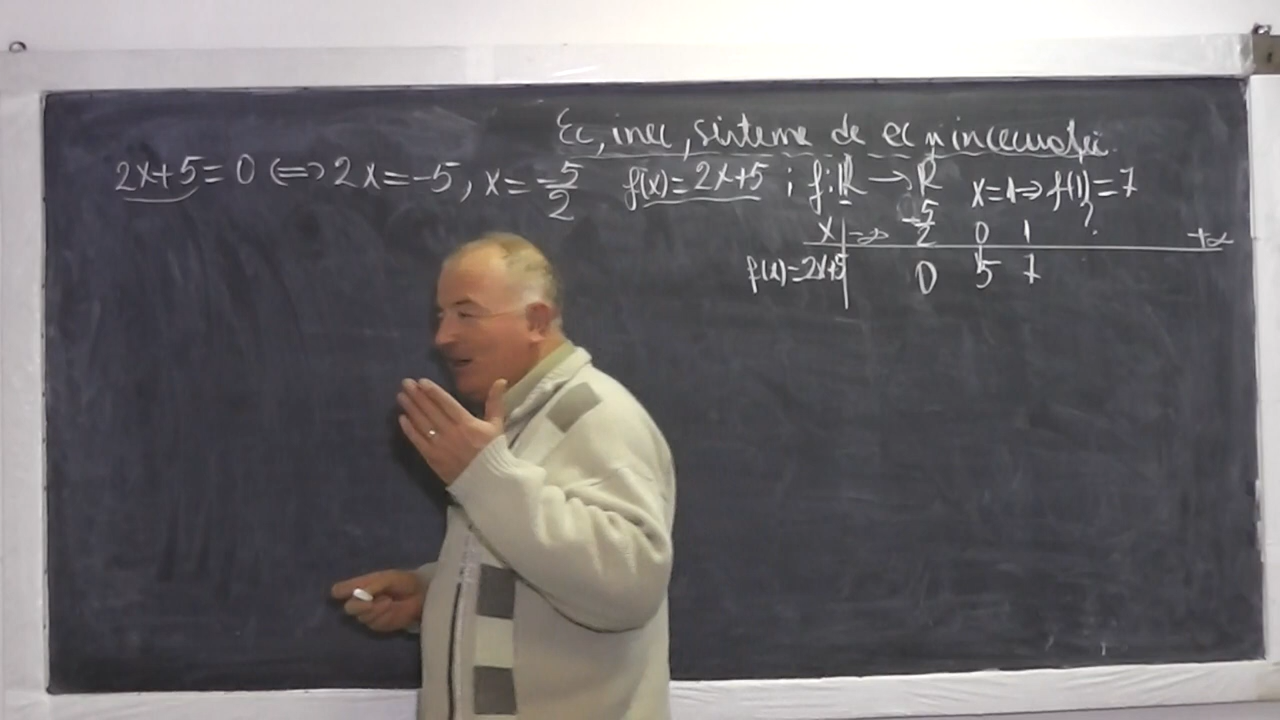 Ec, inec, sisteme de ec și inecuații
2x+5=0 ⟺ 2x=-5, x=-5/2 f(x)=2x+5 ; f:R→R x=1⇒f(1)=7
?
x -∞ -5/2 0 1 +∞
f(x)=2x+5 0 5 7